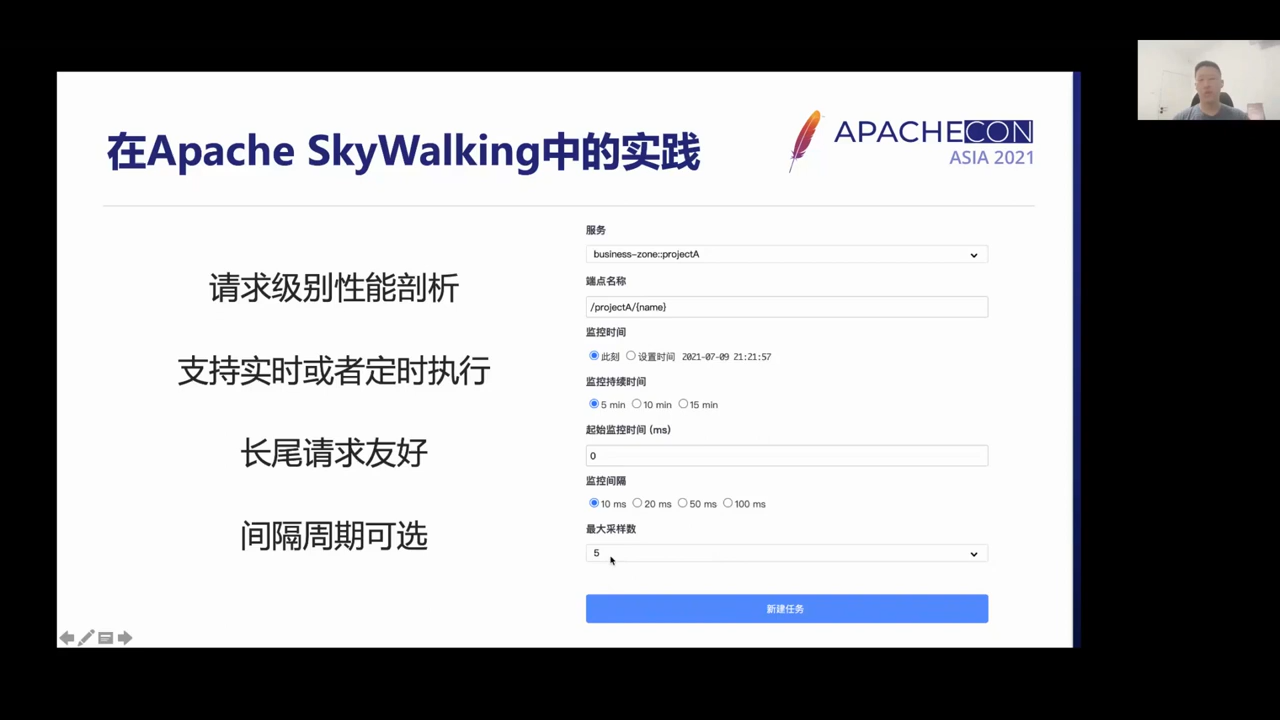 在Apache SkyWalking中的实践
APACHECON
ASIA 2021
请求级别性能剖析
支持实时或者定时执行
长尾请求友好
间隔周期可选
服务
business-zone::projectA
端点名称
/projectA/{name}
监控时间
此刻 设置时间 2021-07-09 21:21:57
监控持续时间
5 min 10 min 15 min
起始监控时间 (ms)
0
监控间隔
10 ms 20 ms 50 ms 100 ms
最大采样数
5
新建任务